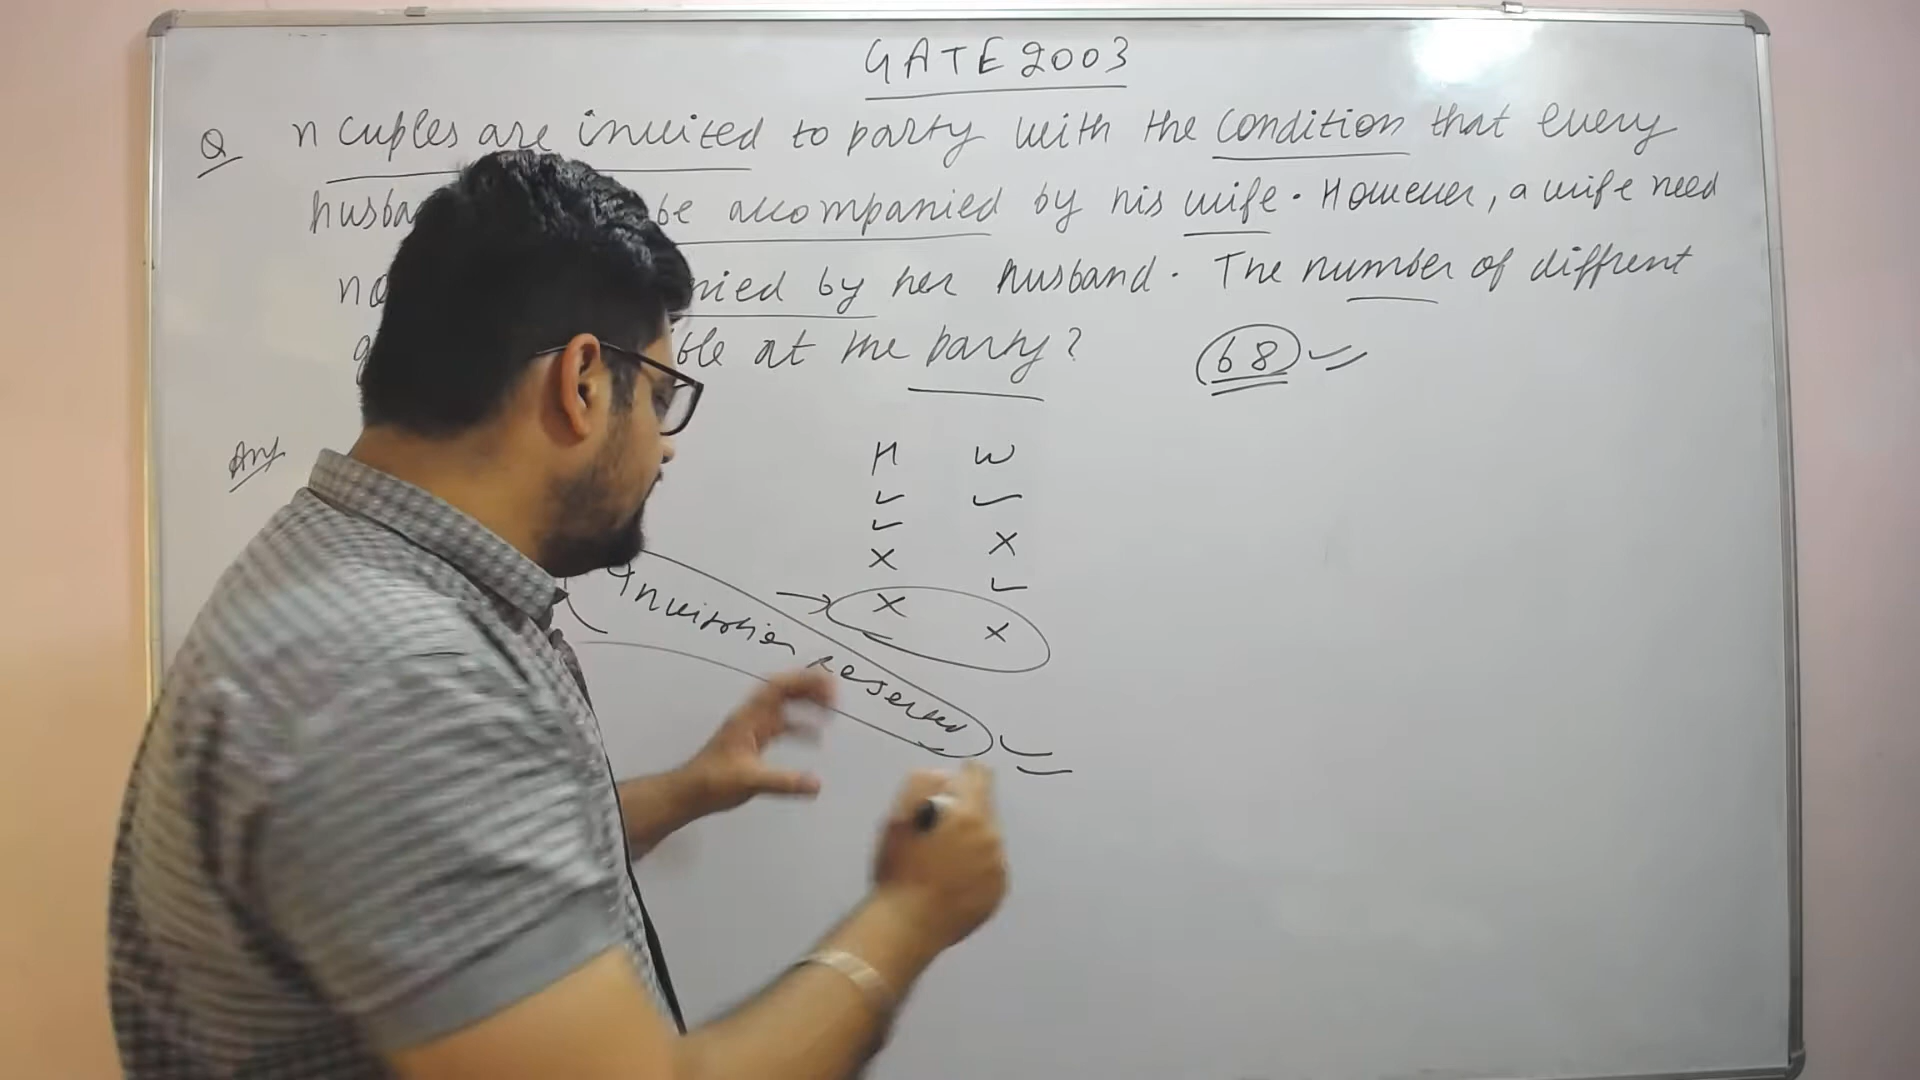 GATE 2003
Q n cuples are invited to party with the condition that every
husba be accompanied by his wife. However, a wife need
no nied by her husband. The number of diffrent
g ble at the party?
68
Ans
H W
✓ ✓
✓ X
X ✓
X X
Invitation